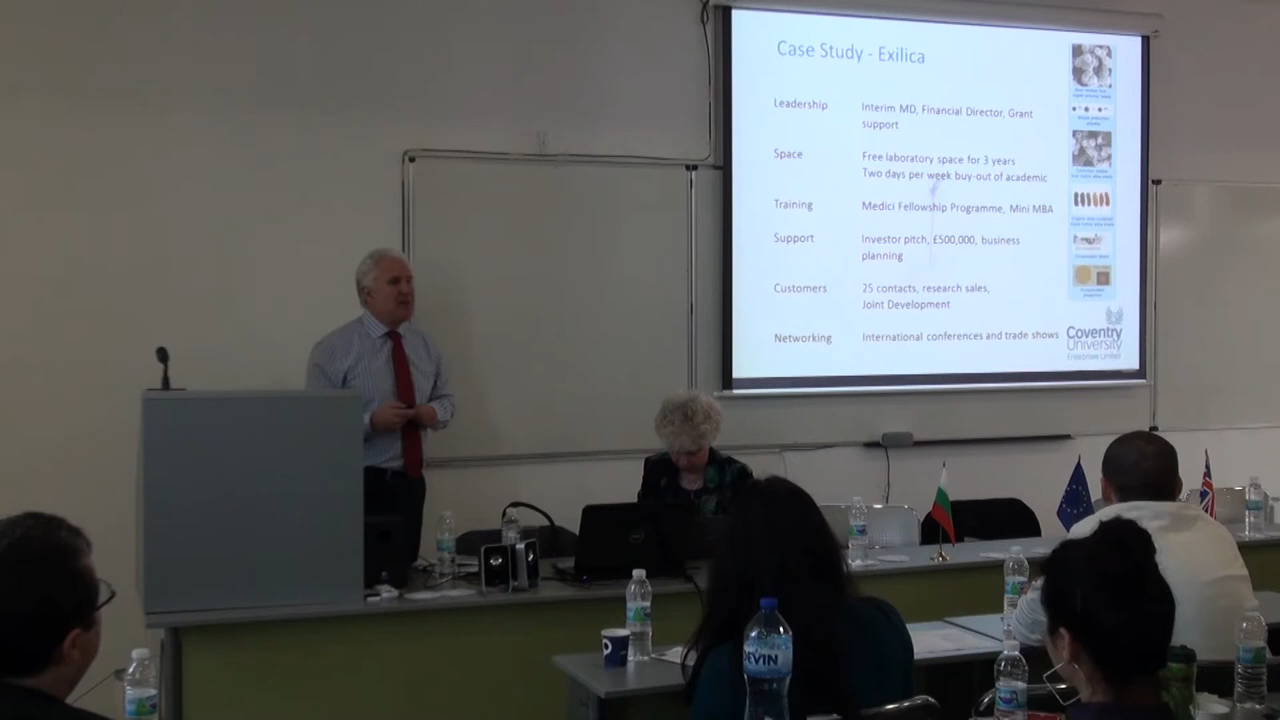 Case Study - Exilica
Leadership
Interim MD, Financial Director, Grant
support
Space
Free laboratory space for 3 years
Two days per week buy-out of academic
Training
Medici Fellowship Programme, Mini MBA
Support
Investor pitch, £500,000, business
planning
Customers
25 contacts, research sales,
Joint Development
Networking
International conferences and trade shows
Coventry
University
Enterprises Limited
DEVIN